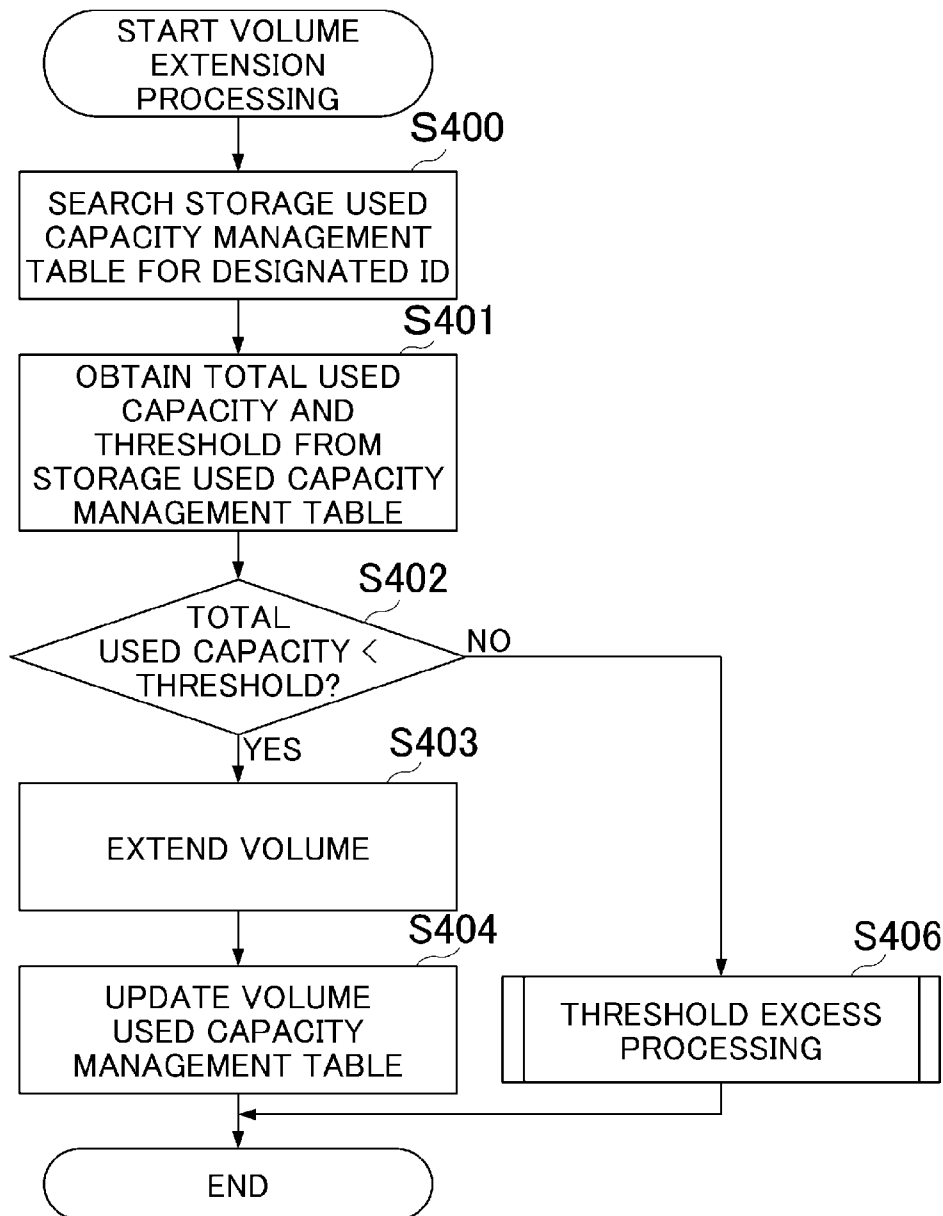 START VOLUME
EXTENSION
PROCESSING
S400
SEARCH STORAGE USED
CAPACITY MANAGEMENT
TABLE FOR DESIGNATED ID
S401
OBTAIN TOTAL USED
CAPACITY AND
THRESHOLD FROM
STORAGE USED CAPACITY
MANAGEMENT TABLE
S402
TOTAL
USED CAPACITY <
THRESHOLD?
NO
YES
S403
EXTEND VOLUME
S404
UPDATE VOLUME
USED CAPACITY
MANAGEMENT TABLE
S406
THRESHOLD EXCESS
PROCESSING
END